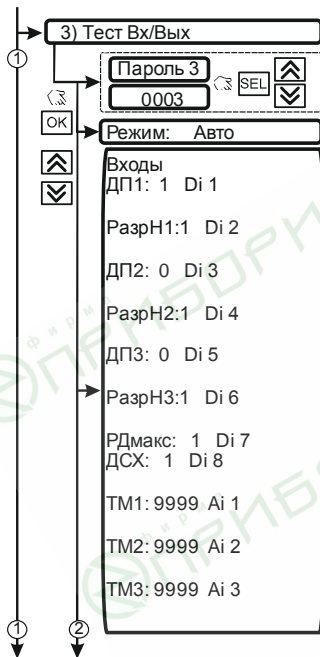 3) Тест Вх/Вых
1
Пароль 3
SEL
0003
OK
Режим: Авто
Входы
ДП1: 1 Di 1
РазрН1:1 Di 2
ДП2: 0 Di 3
РазрН2:1 Di 4
ДП3: 0 Di 5
РазрН3:1 Di 6
РДмакс: 1 Di 7
ДСХ: 1 Di 8
ТМ1: 9999 Ai 1
ТМ2: 9999 Ai 2
ТМ3: 9999 Ai 3
1
2
фирма
ПРИБОРИ